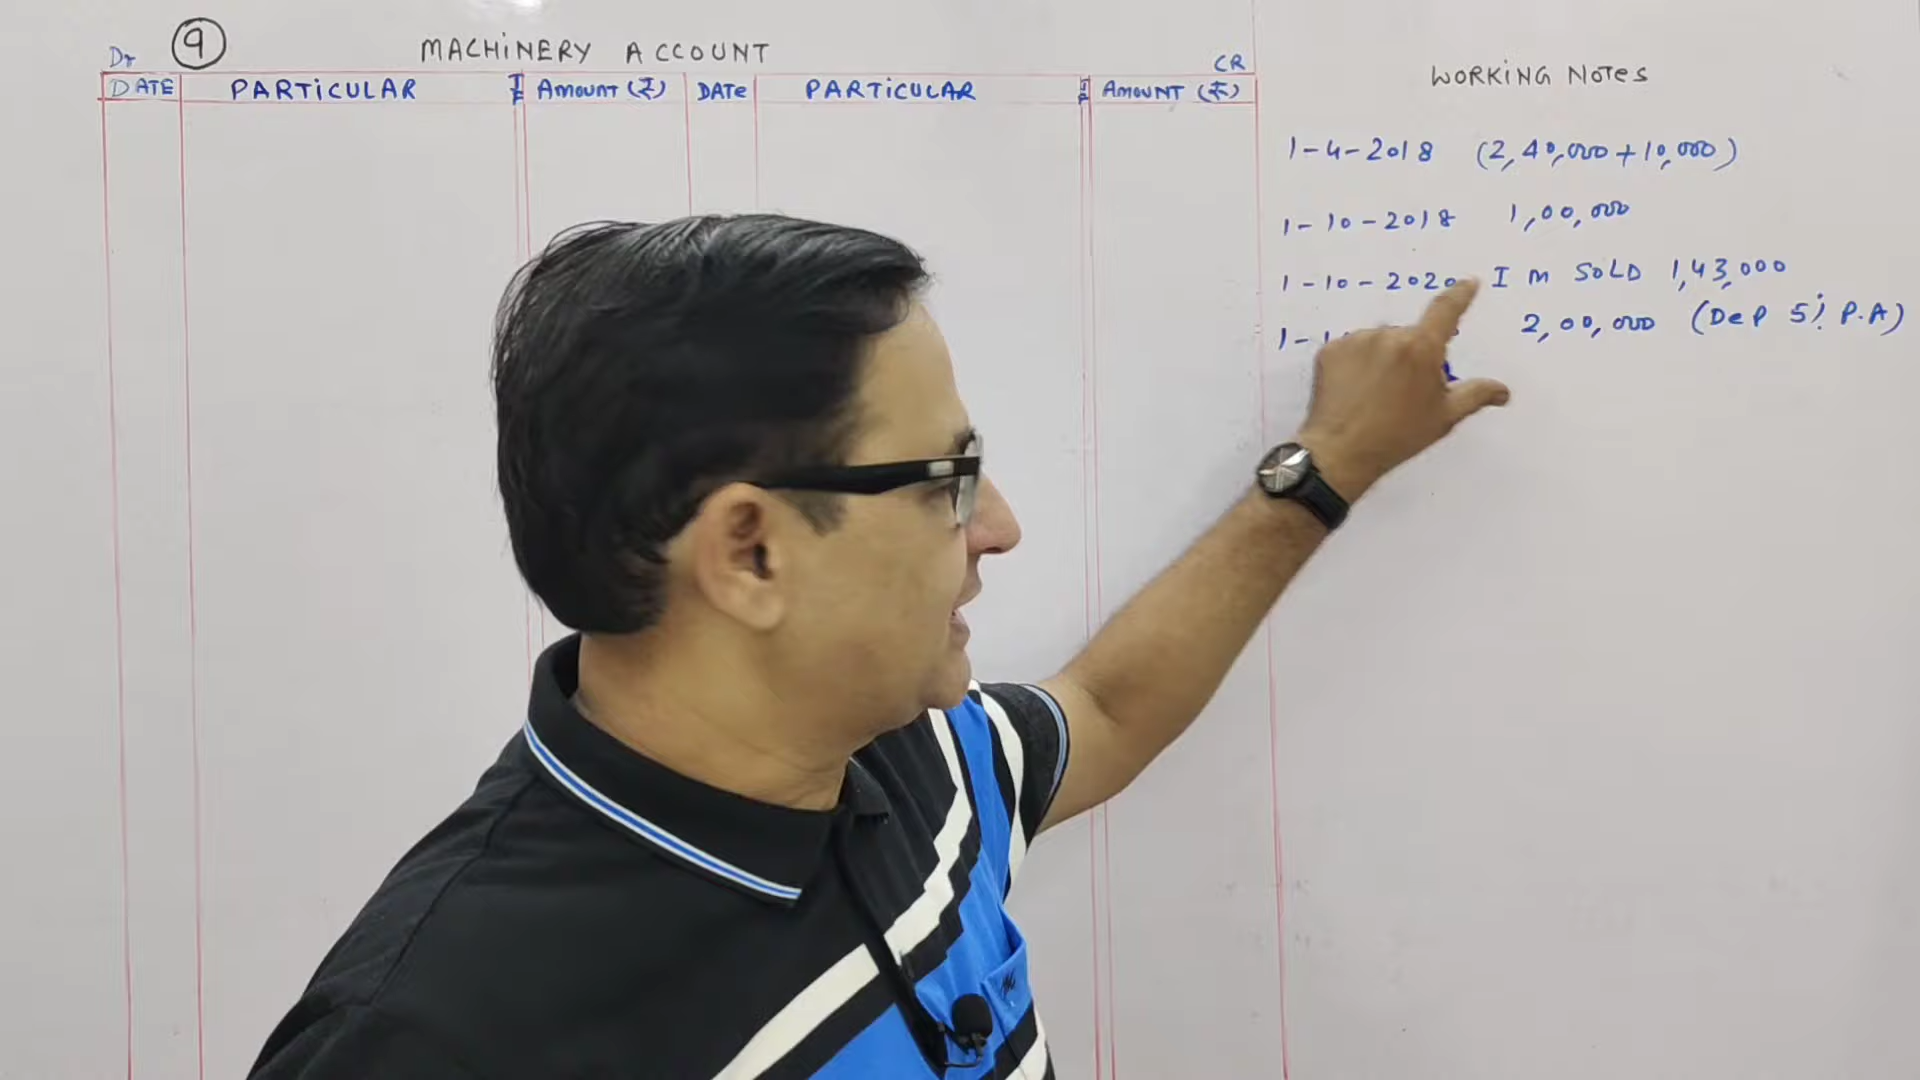 9 MACHINERY ACCOUNT
Dr CR
DATE PARTICULAR AMOUNT (₹) DATE PARTICULAR AMOUNT (₹)
WORKING NOTES
1-4-2018 (2,40,000+10,000)
1-10-2018 1,00,000
1-10-2020 I M SOLD 1,43,000
2,00,000 (DEP 5% P.A)